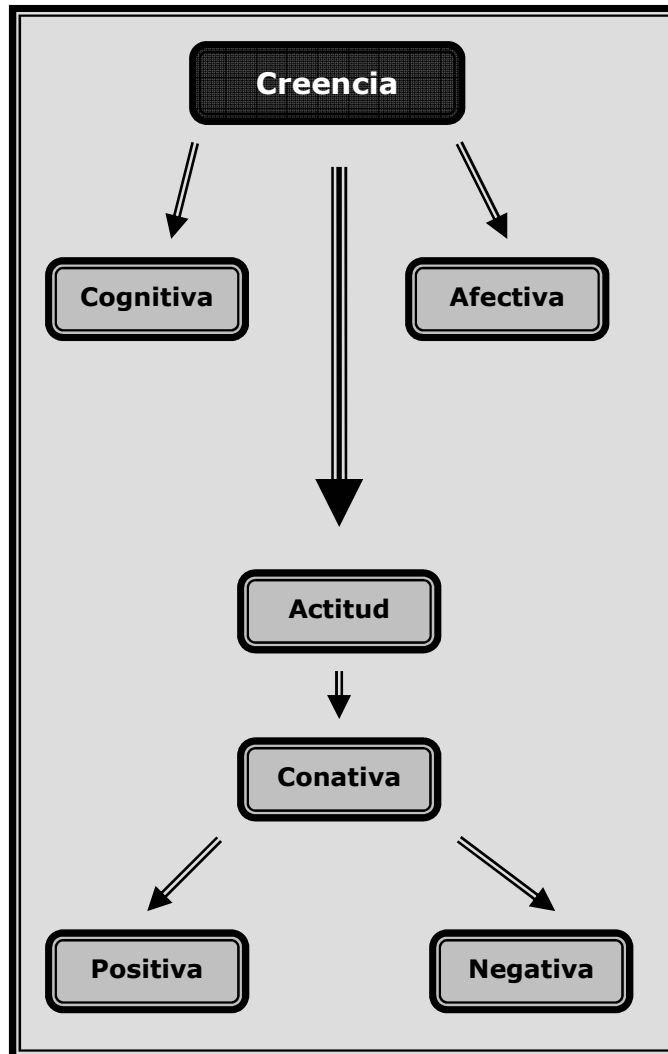 Creencia
Cognitiva
Afectiva
Actitud
Conativa
Positiva
Negativa